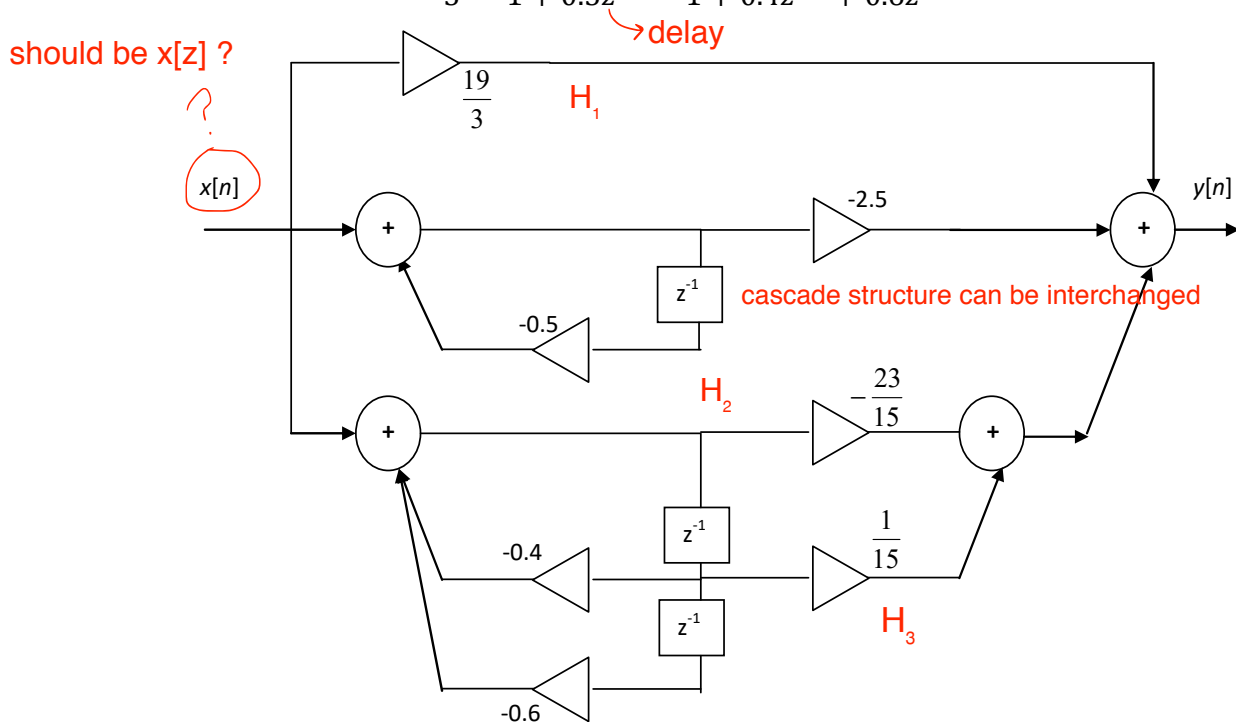 delay
should be x[z] ?
?
19
3
H₁
x[n]
-2.5
y[n]
+
+
z⁻¹
cascade structure can be interchanged
-0.5
H₂
− 23
15
+
+
z⁻¹
1
15
-0.4
z⁻¹
H₃
-0.6